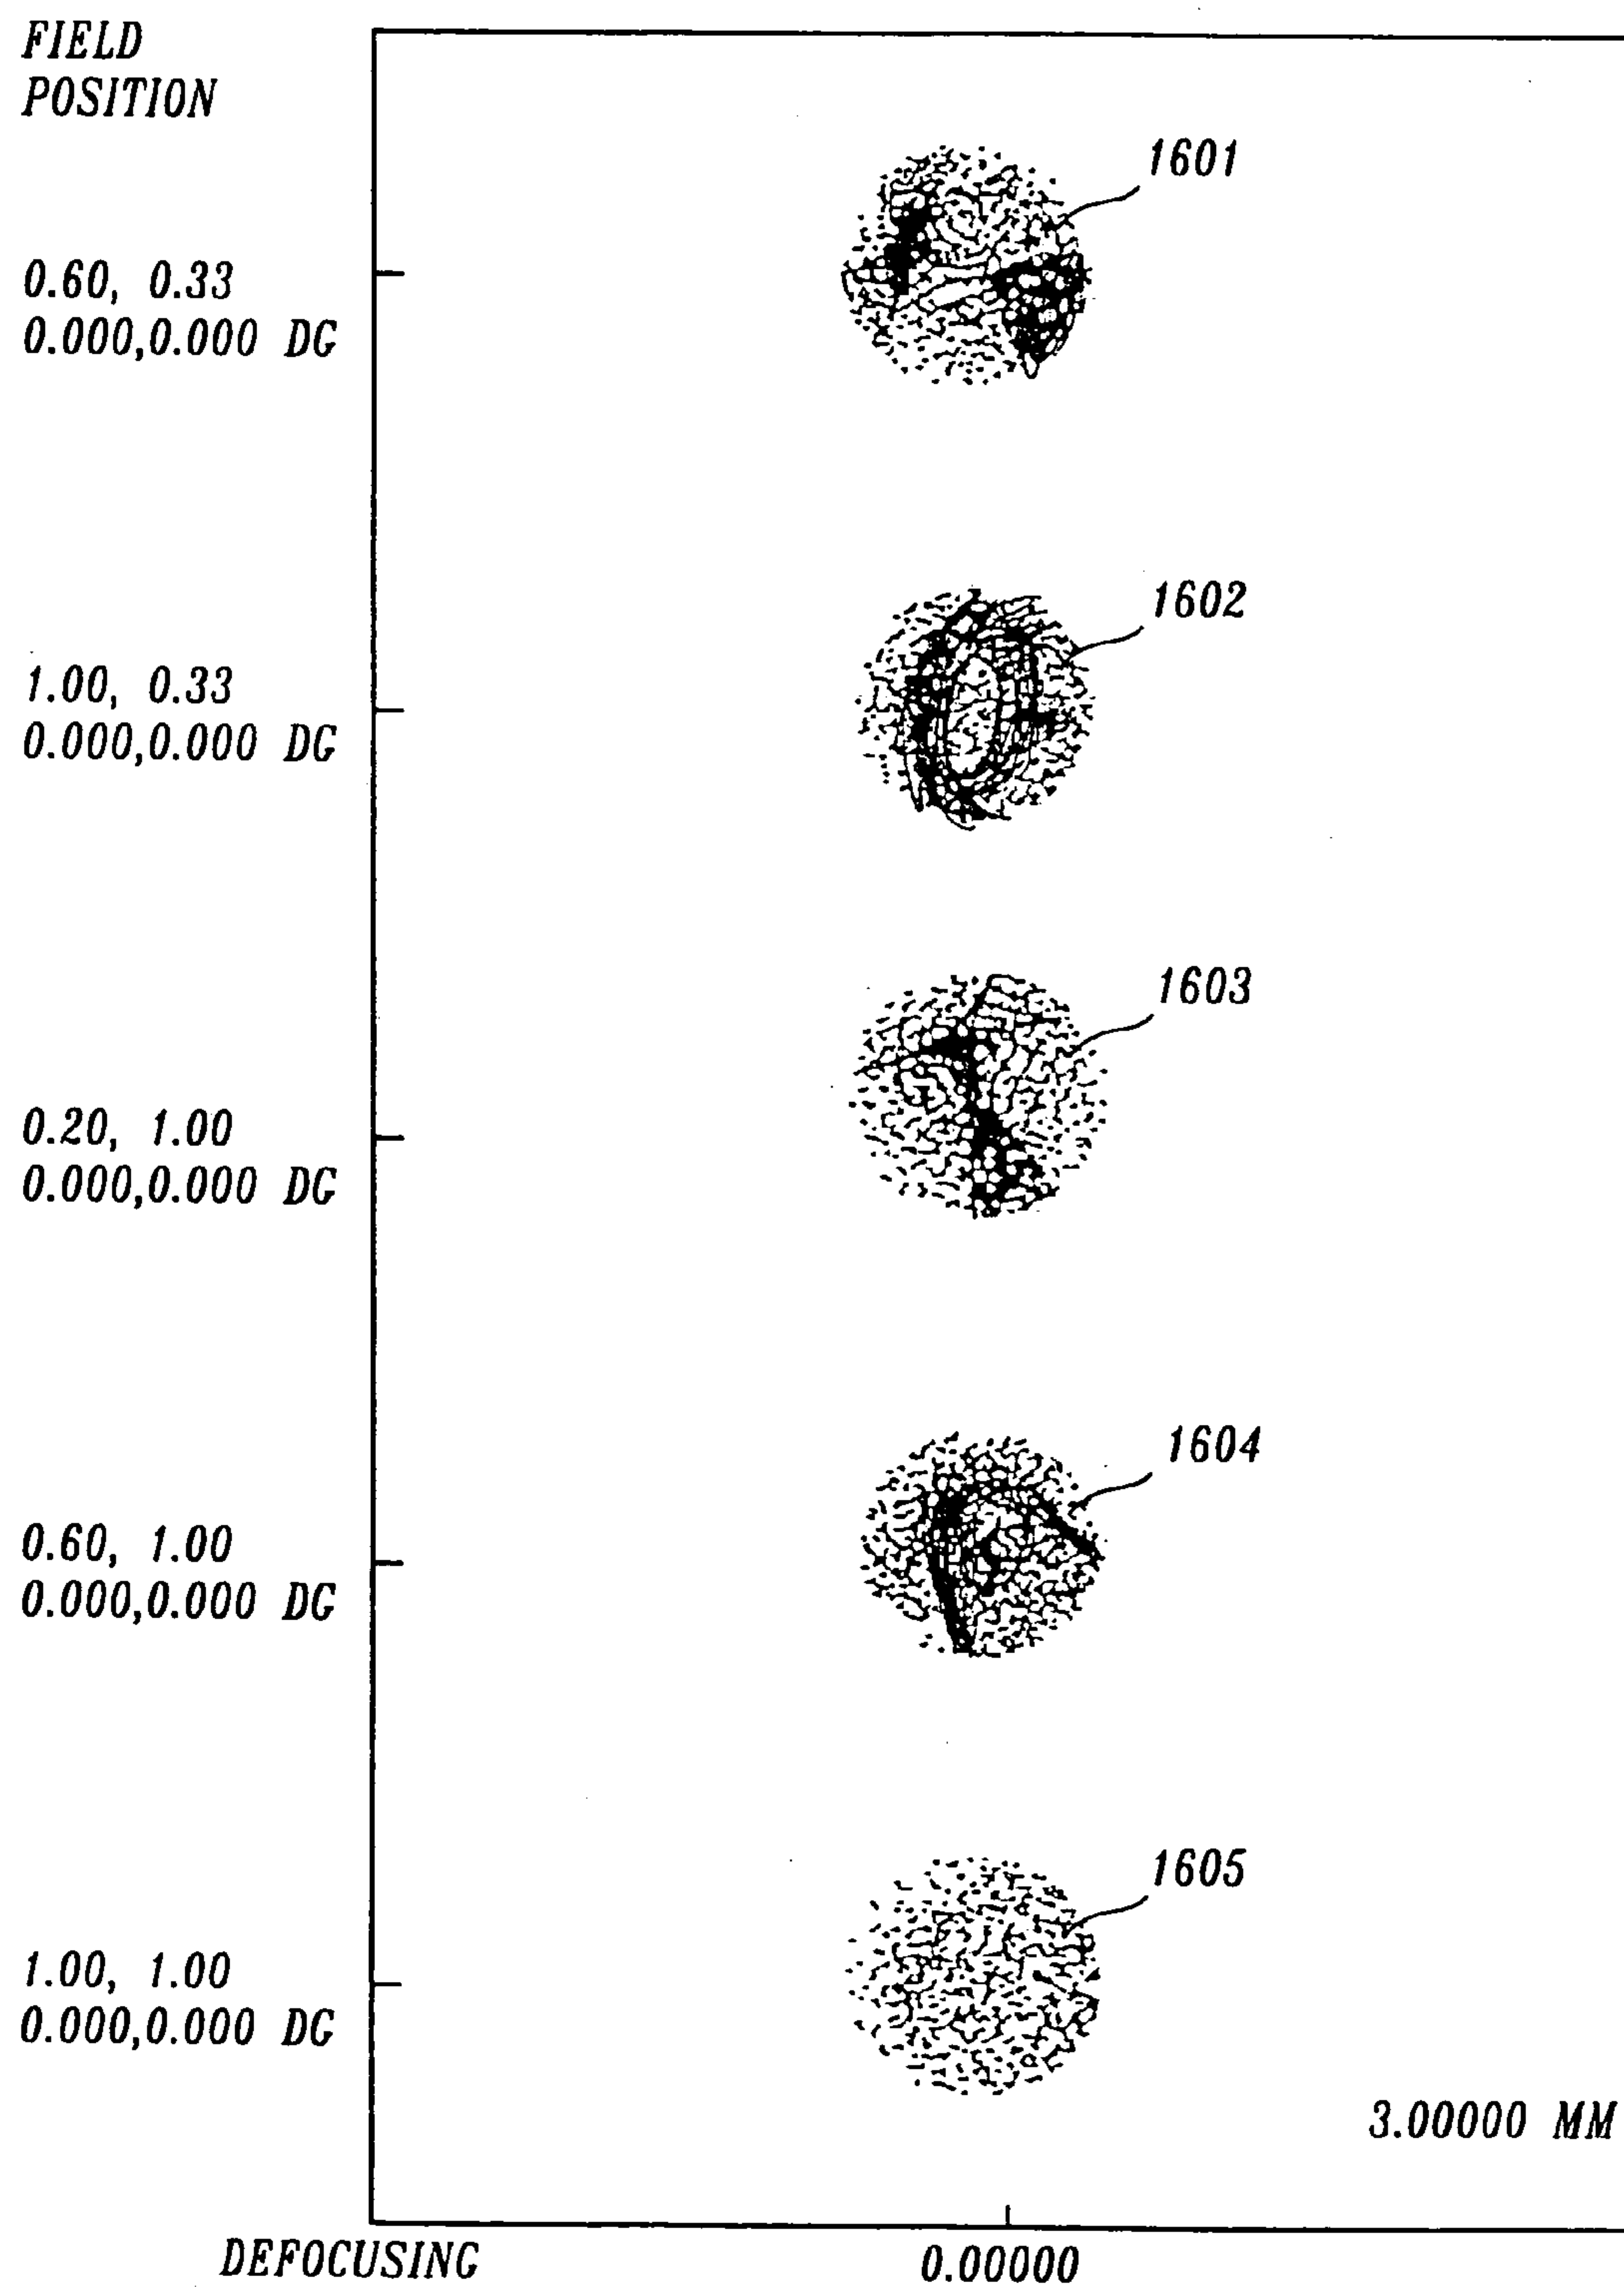 FIELD
POSITION
1601
0.60, 0.33
0.000,0.000 DG
1602
1.00, 0.33
0.000,0.000 DG
1603
0.20, 1.00
0.000,0.000 DG
1604
0.60, 1.00
0.000,0.000 DG
1605
1.00, 1.00
0.000,0.000 DG
3.00000 MM
DEFOCUSING
0.00000